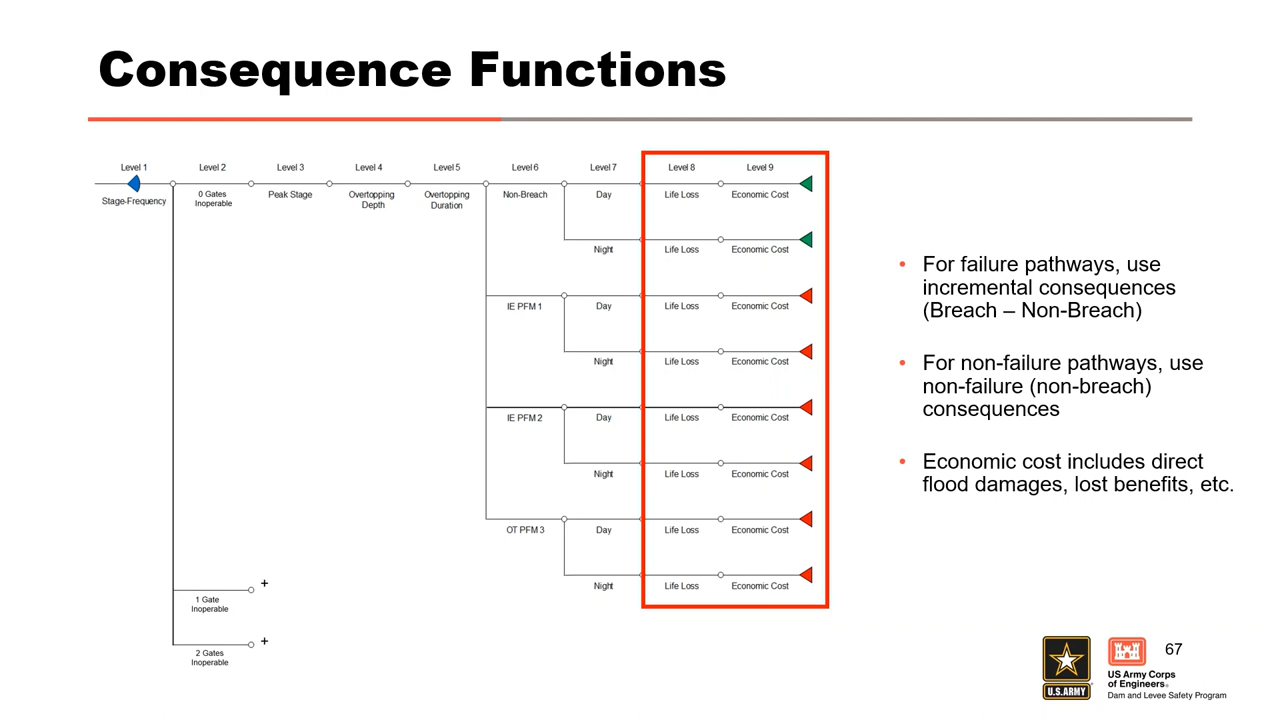 Consequence Functions
Level 1 Level 2 Level 3 Level 4 Level 5 Level 6 Level 7 Level 8 Level 9
Stage-Frequency
0 Gates
Inoperable
Peak Stage
Overtopping
Depth
Overtopping
Duration
Non-Breach
Day Life Loss Economic Cost
Night Life Loss Economic Cost
IE PFM 1 Day Life Loss Economic Cost
Night Life Loss Economic Cost
IE PFM 2 Day Life Loss Economic Cost
Night Life Loss Economic Cost
OT PFM 3 Day Life Loss Economic Cost
Night Life Loss Economic Cost
+
1 Gate
Inoperable
+
2 Gates
Inoperable
• For failure pathways, use
incremental consequences
(Breach – Non-Breach)
• For non-failure pathways, use
non-failure (non-breach)
consequences
• Economic cost includes direct
flood damages, lost benefits, etc.
U.S. ARMY
US Army Corps
of Engineers®
Dam and Levee Safety Program
67